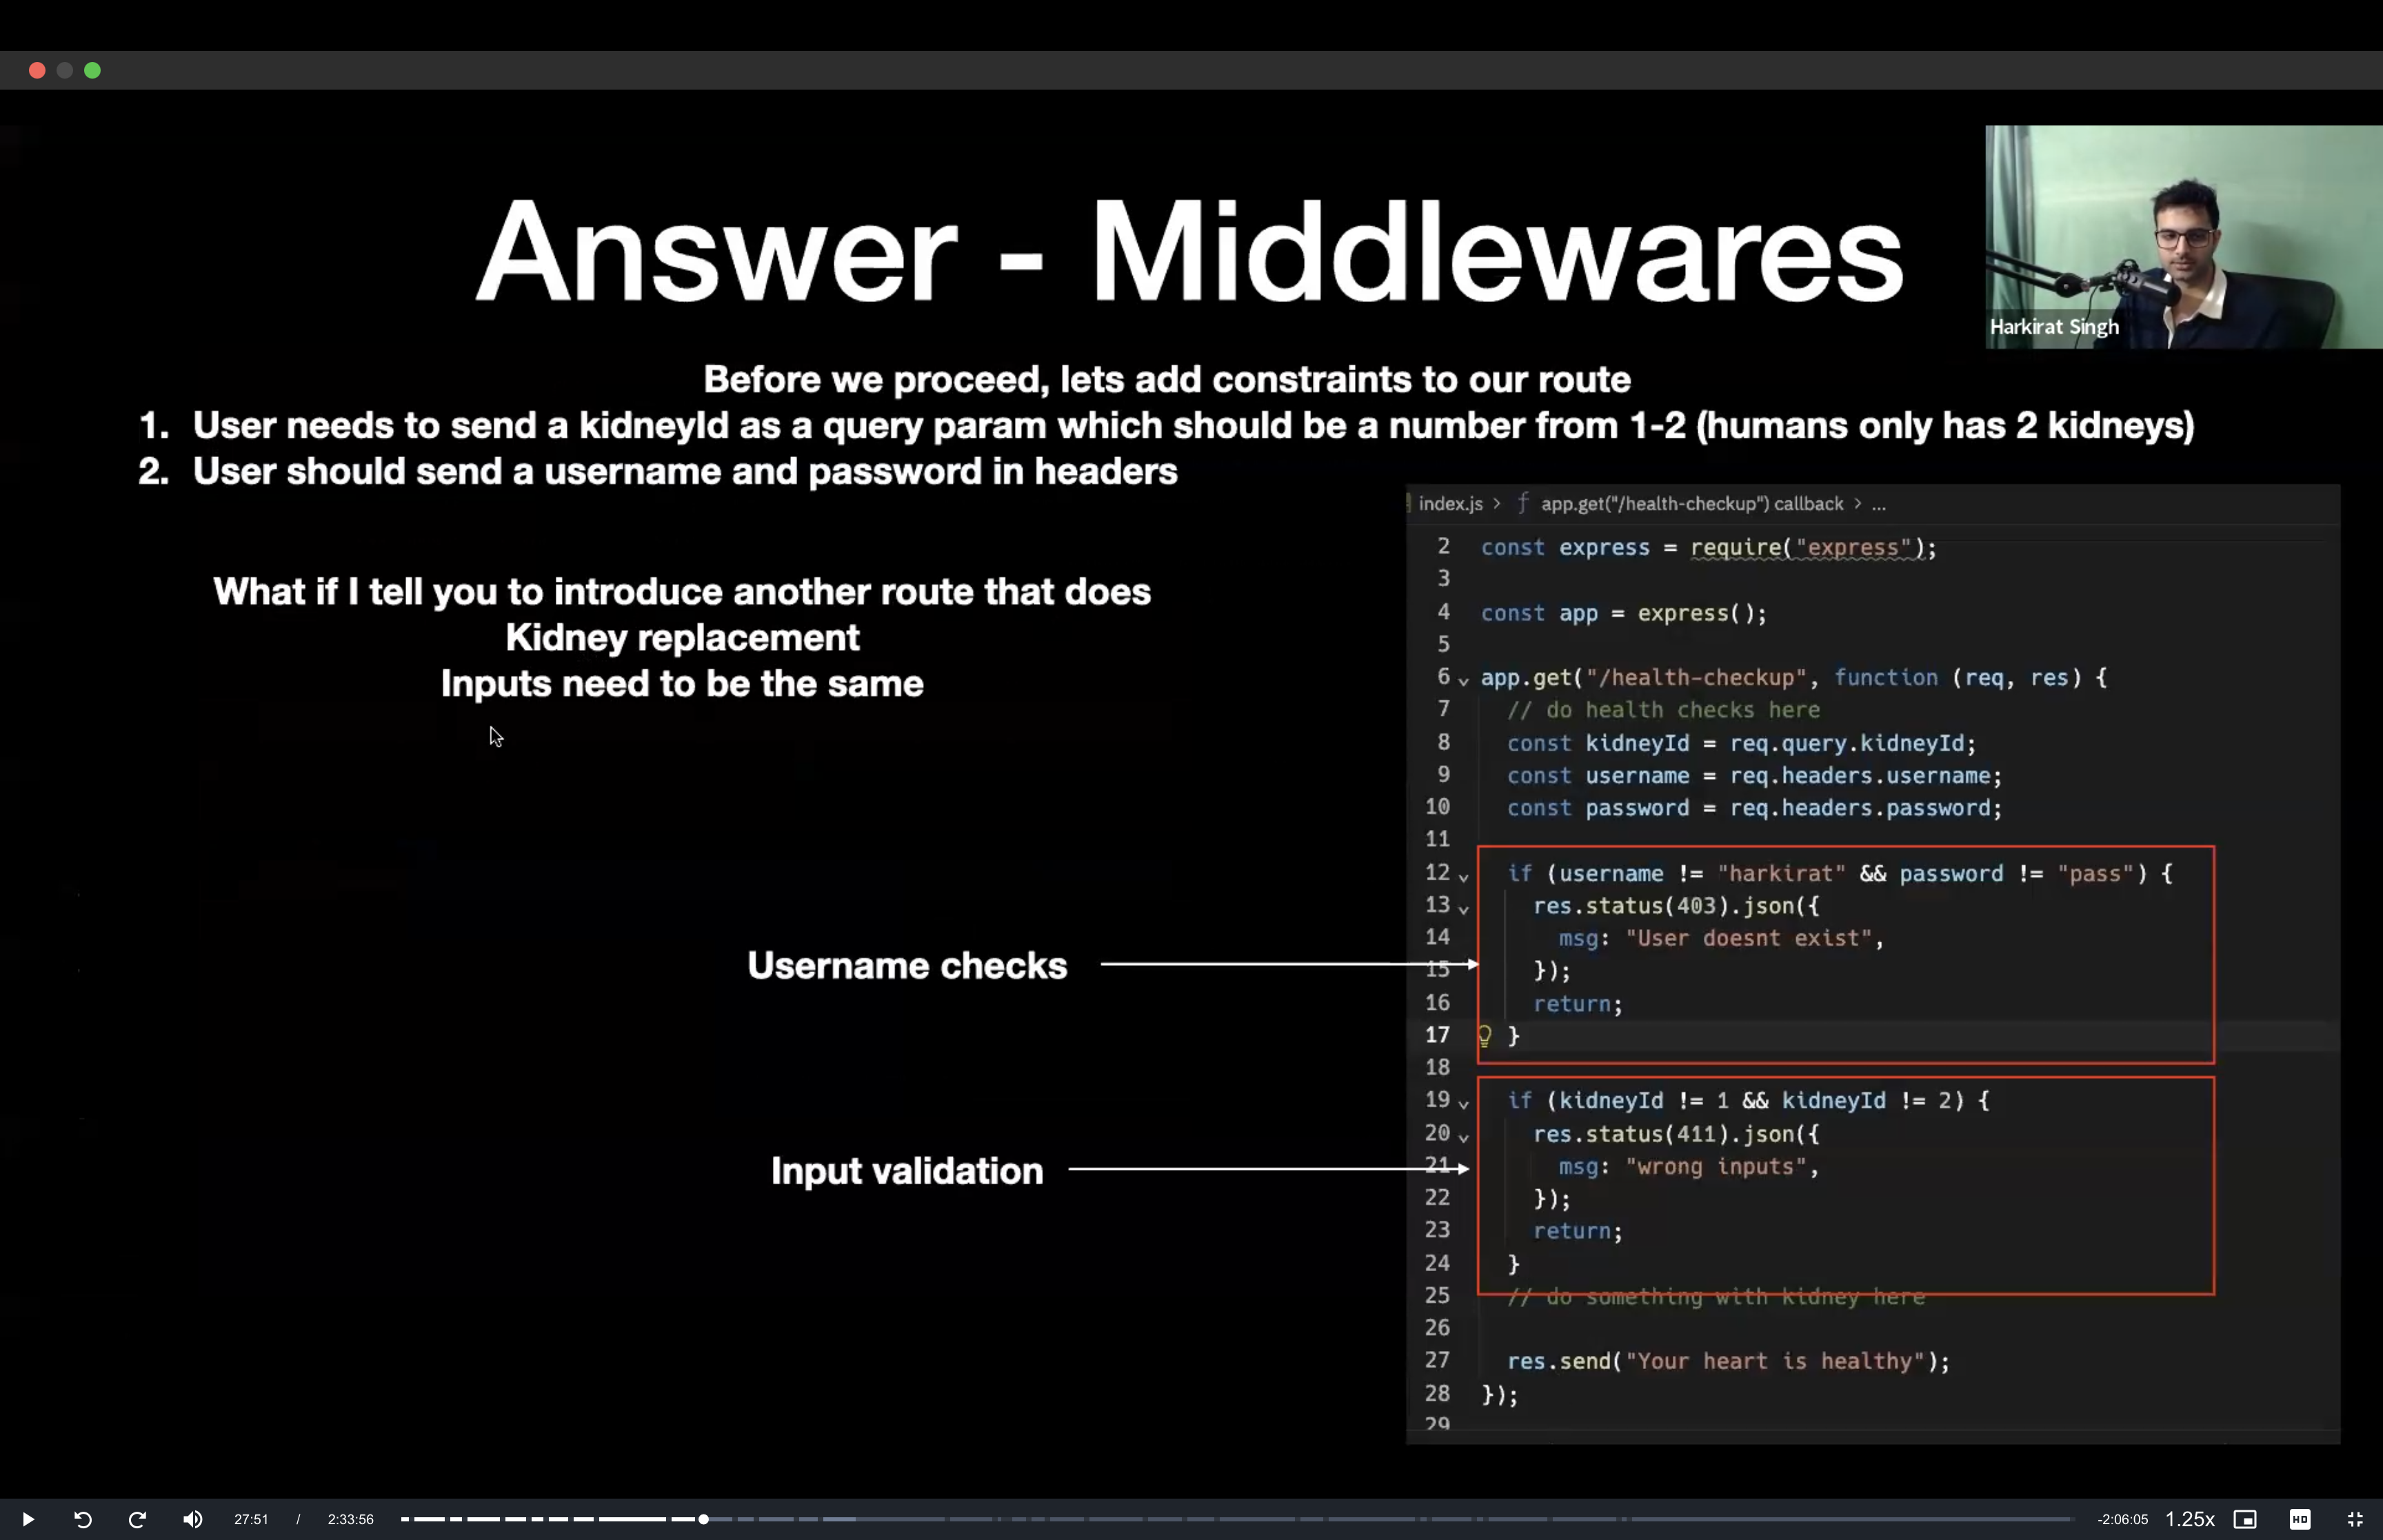 Answer - Middlewares
Harkirat Singh
Before we proceed, lets add constraints to our route
1. User needs to send a kidneyId as a query param which should be a number from 1-2 (humans only has 2 kidneys)
2. User should send a username and password in headers
What if I tell you to introduce another route that does
Kidney replacement
Inputs need to be the same
Username checks
Input validation
index.js > ƒ app.get("/health-checkup") callback > ...
2 const express = require("express");
3
4 const app = express();
5
6 app.get("/health-checkup", function (req, res) {
7 // do health checks here
8 const kidneyId = req.query.kidneyId;
9 const username = req.headers.username;
10 const password = req.headers.password;
11
12 if (username != "harkirat" && password != "pass") {
13 res.status(403).json({
14 msg: "User doesnt exist",
15 });
16 return;
17 }
18
19 if (kidneyId != 1 && kidneyId != 2) {
20 res.status(411).json({
21 msg: "wrong inputs",
22 });
23 return;
24 }
25 // do something with kidney here
26
27 res.send("Your heart is healthy");
28 });
29
27:51 / 2:33:56
-2:06:05 1.25x HD